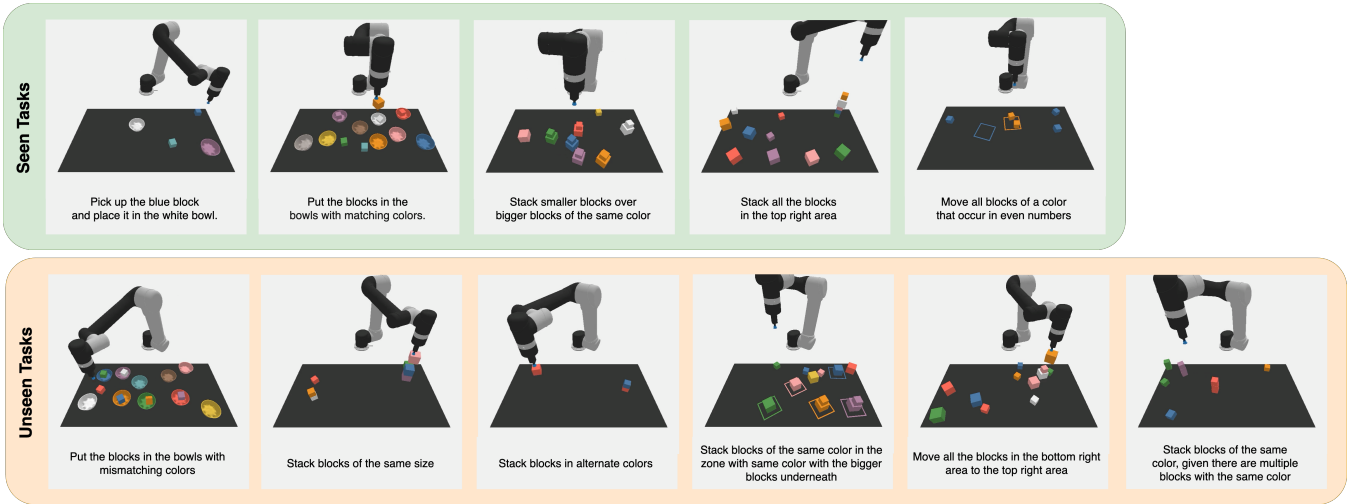 Seen Tasks
Pick up the blue block
and place it in the white bowl.
Put the blocks in the
bowls with matching colors.
Stack smaller blocks over
bigger blocks of the same color
Stack all the blocks
in the top right area
Move all blocks of a color
that occur in even numbers
Unseen Tasks
Put the blocks in the bowls with
mismatching colors
Stack blocks of the same size
Stack blocks in alternate colors
Stack blocks of the same color in the
zone with same color with the bigger
blocks underneath
Move all the blocks in the bottom right
area to the top right area
Stack blocks of the same
color, given there are multiple
blocks with the same color